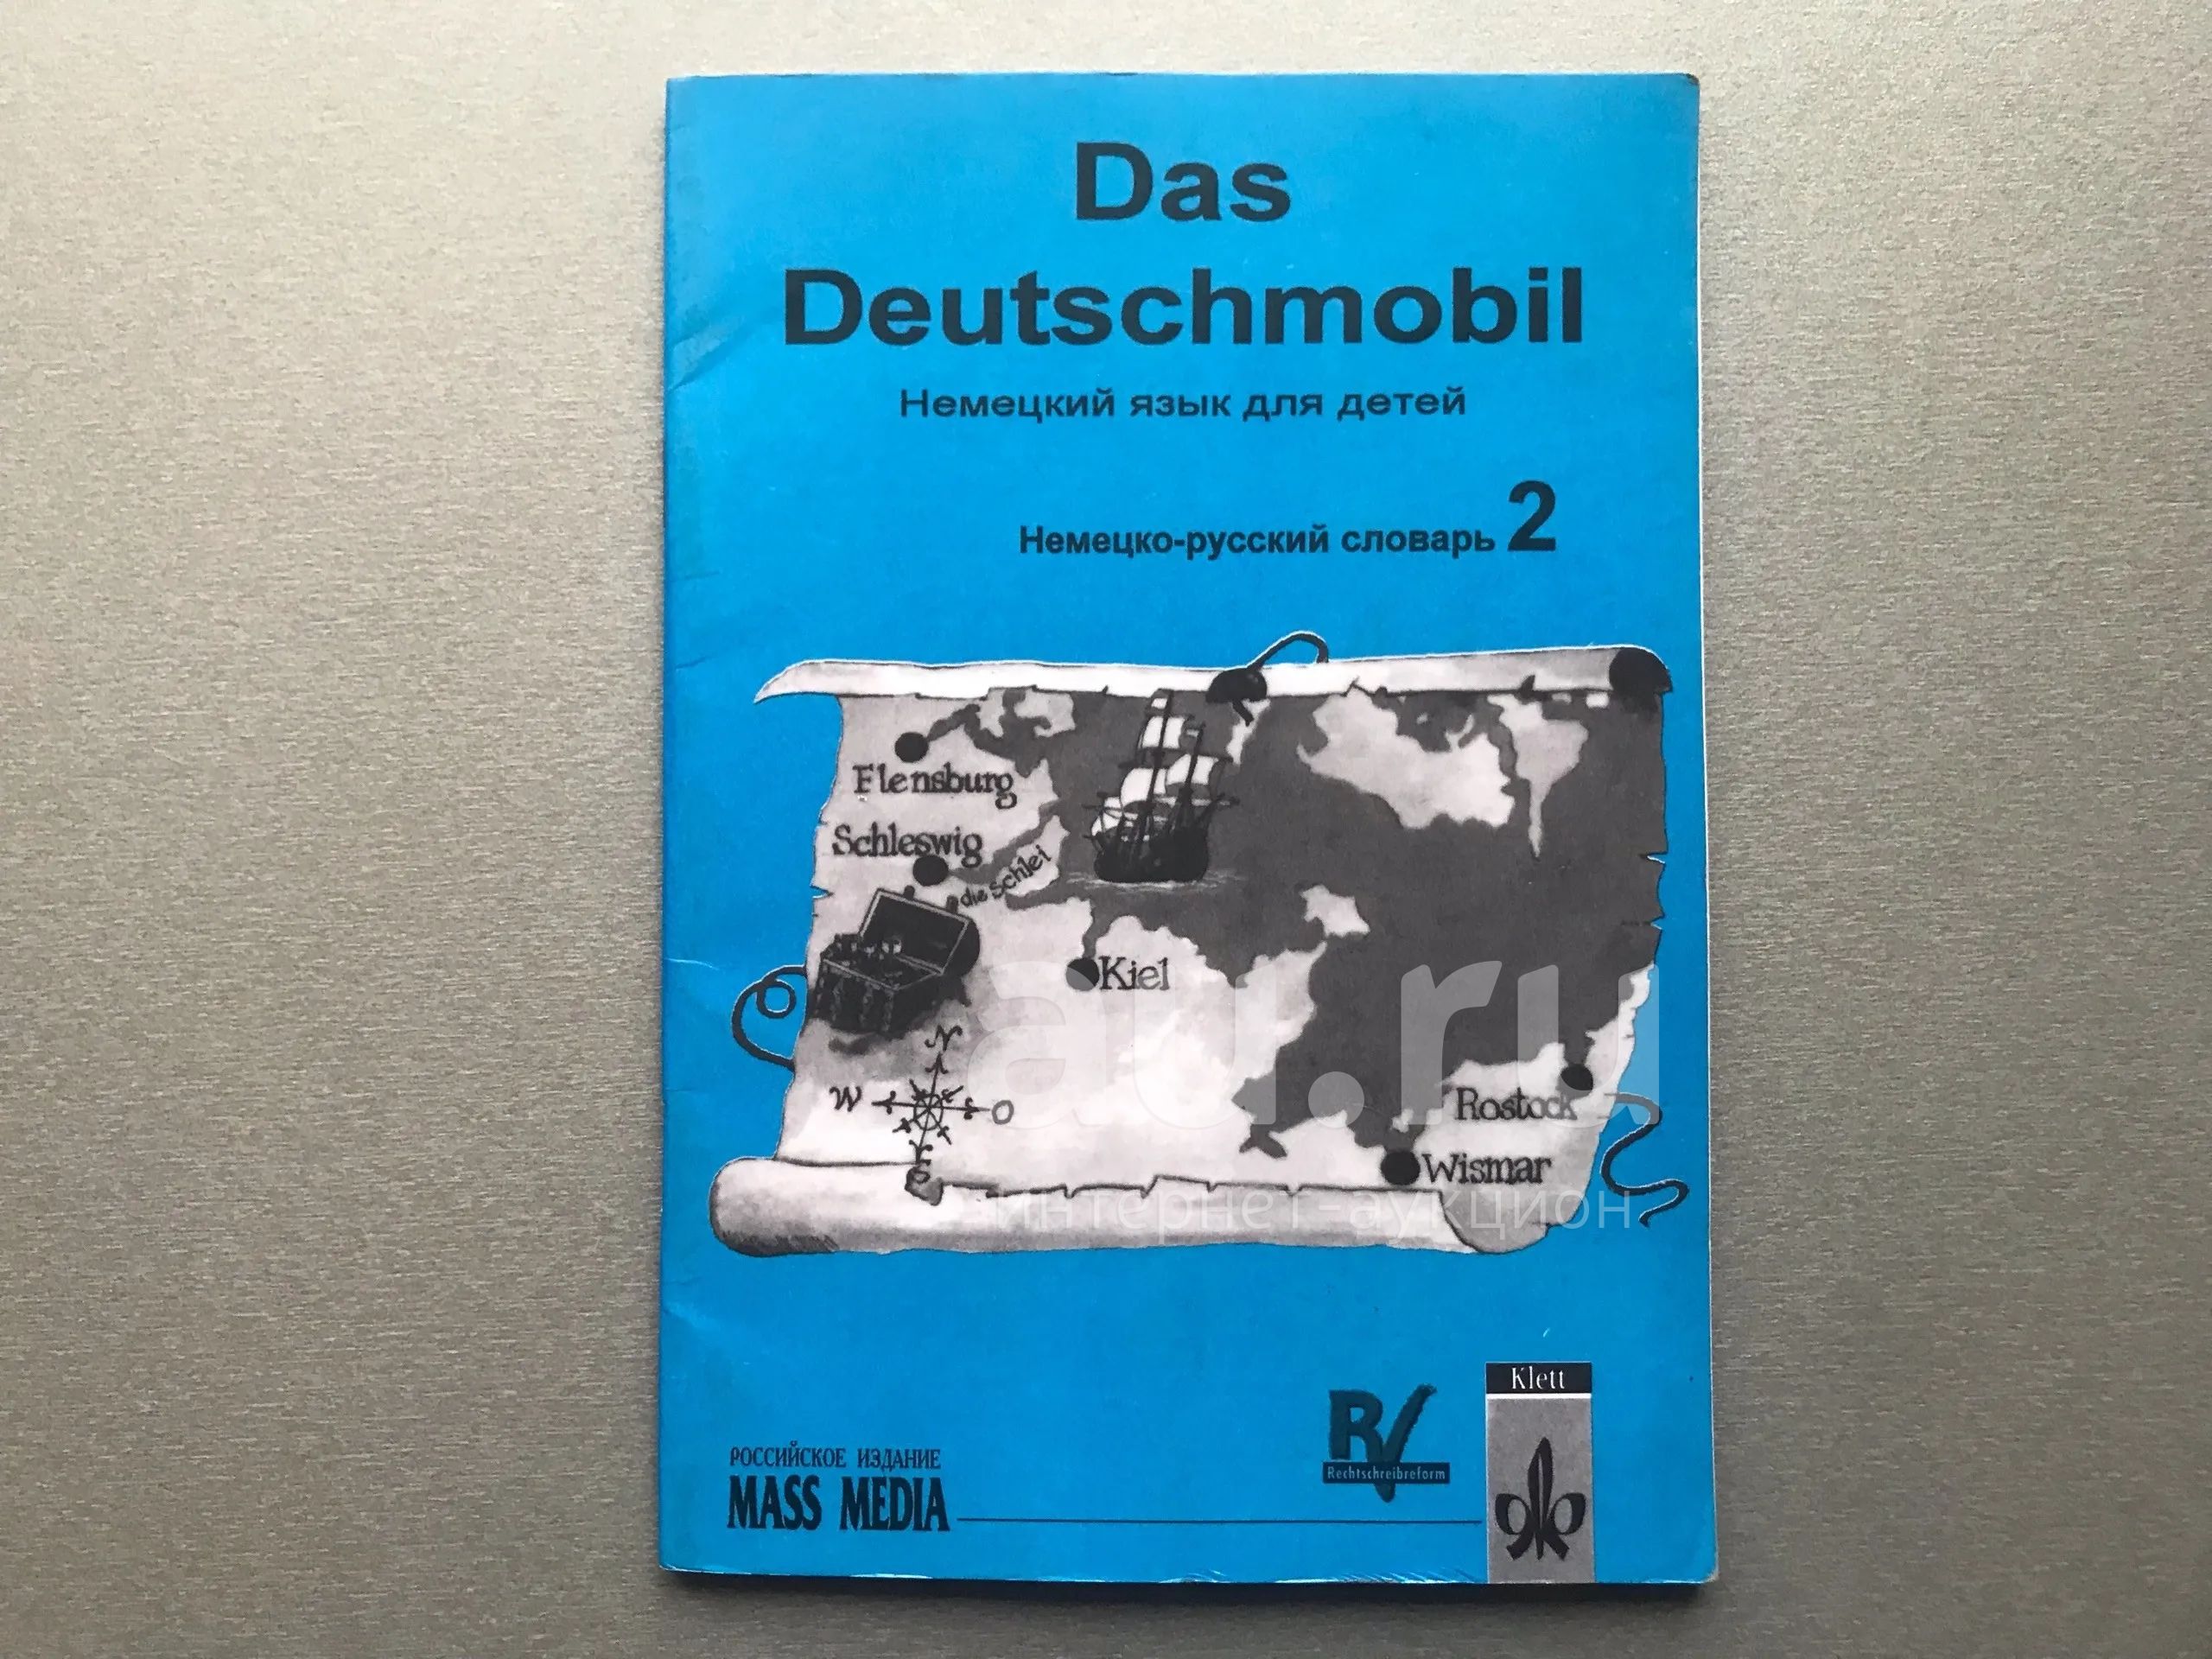 Das
Deutschmobil
Немецкий язык для детей
Немецко-русский словарь 2
Flensburg
Schleswig
die Schlei
Kiel
N
W O
S
Rostock
Wismar
au.ru
интернет-аукцион
Klett
RV
Rechtschreibreform
РОССИЙСКОЕ ИЗДАНИЕ
MASS MEDIA